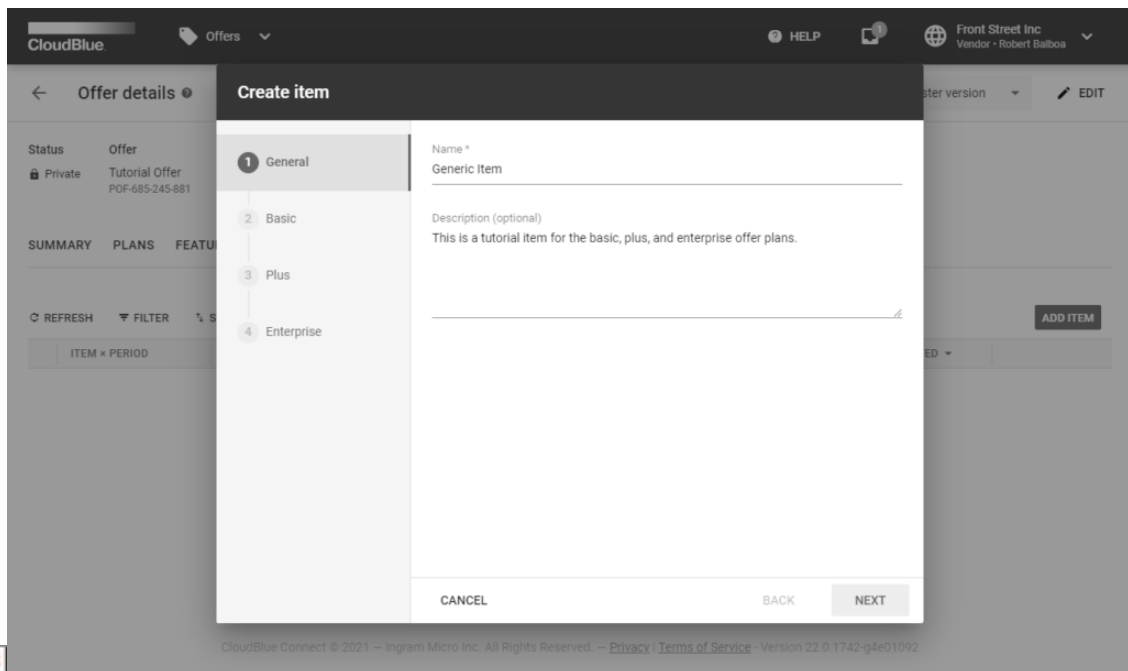 CloudBlue
Offers
HELP
1
Front Street Inc
Vendor • Robert Balboa
Offer details
ster version
EDIT
Status
Offer
Private
Tutorial Offer
POF-685-245-881
SUMMARY PLANS FEATU
REFRESH FILTER S
ADD ITEM
ITEM × PERIOD
ED
Create item
1 General
2 Basic
3 Plus
4 Enterprise
Name *
Generic Item
Description (optional)
This is a tutorial item for the basic, plus, and enterprise offer plans.
CANCEL
BACK
NEXT
CloudBlue Connect © 2021 — Ingram Micro Inc. All Rights Reserved. — Privacy | Terms of Service - Version 22.0.1742-g4e01092